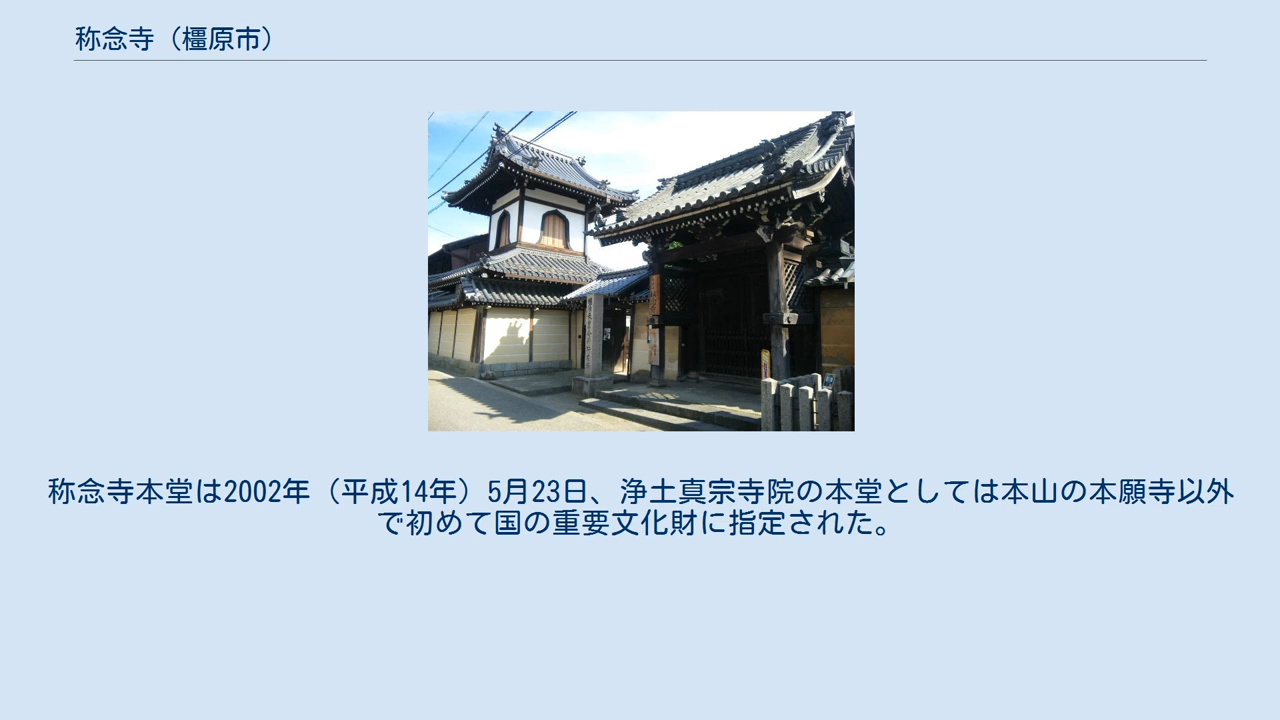 称念寺（橿原市）
称念寺本堂は2002年（平成14年）5月23日、浄土真宗寺院の本堂としては本山の本願寺以外
で初めて国の重要文化財に指定された。